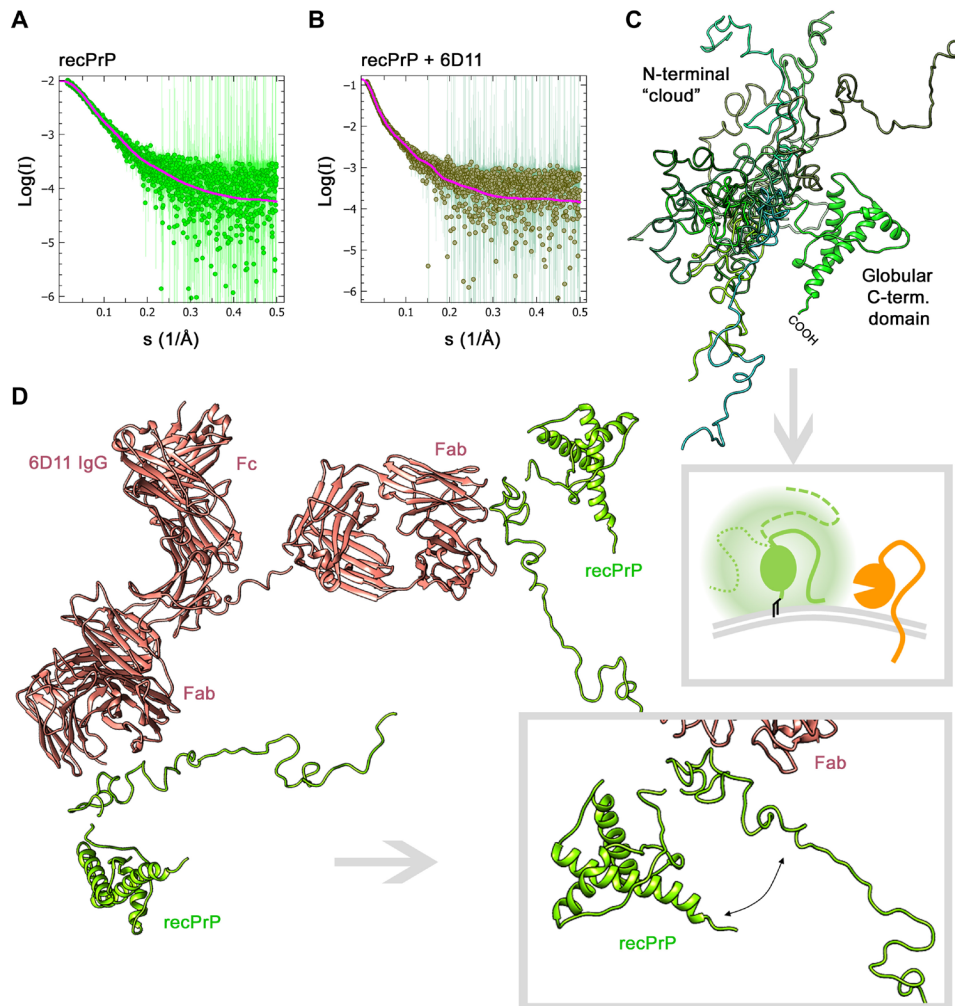 A
recPrP
Log(I)
−2
−3
−4
−5
−6
0
0.1
0.2
0.3
0.4
0.5
s (1/Å)
B
recPrP + 6D11
Log(I)
−1
−2
−3
−4
−5
−6
0
0.1
0.2
0.3
0.4
0.5
s (1/Å)
C
N-terminal
“cloud”
Globular
C-term.
domain
COOH
D
6D11 IgG
Fc
Fab
recPrP
Fab
recPrP
Fab
recPrP